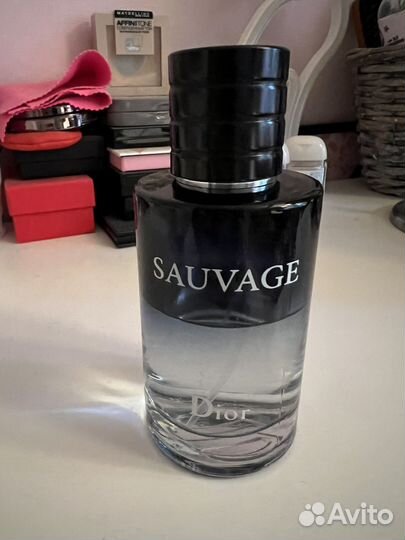 MAYBELLINE
AFFINITONE
SAUVAGE
Dior
Avito